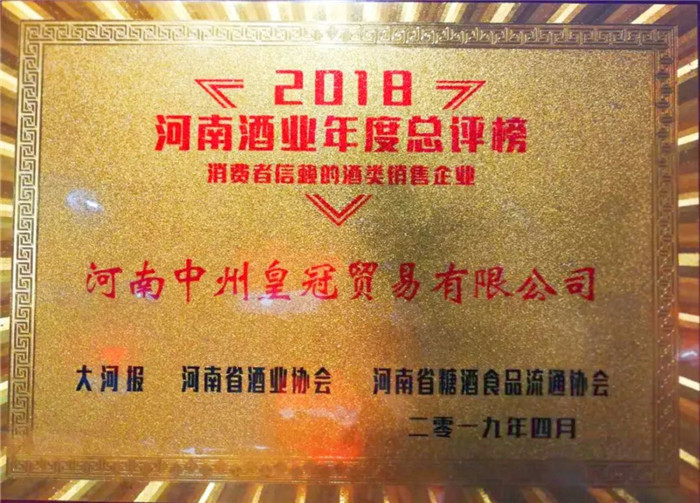 2018
河南酒业年度总评榜
消费者信赖的酒类销售企业
河南中州皇冠贸易有限公司
大河报 河南省酒业协会 河南省糖酒食品流通协会
二零一九年四月